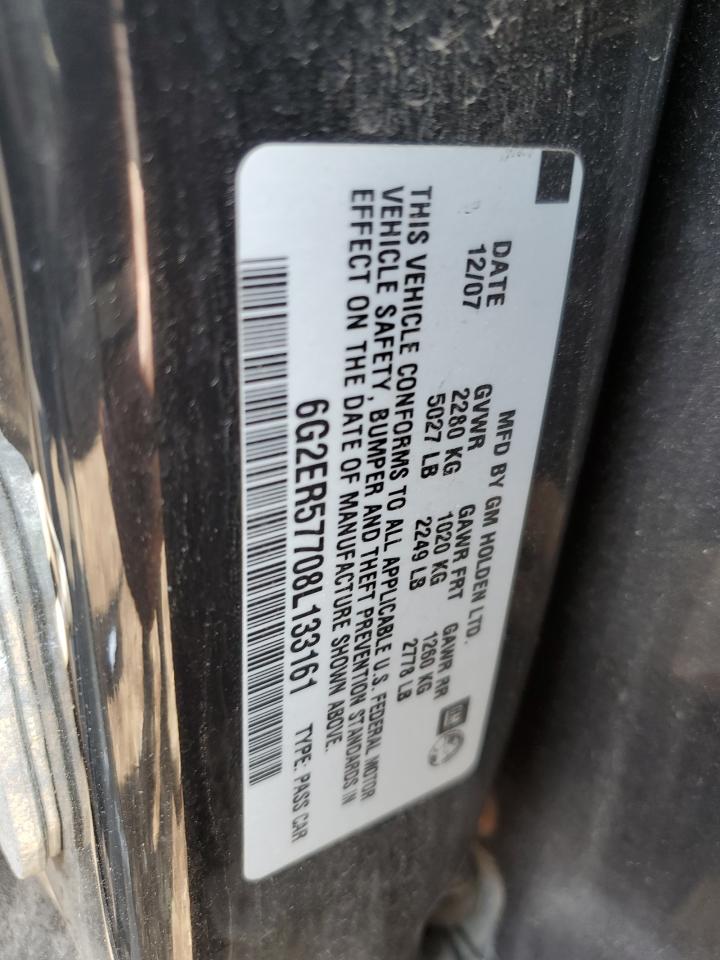 MFD BY GM HOLDEN LTD.
DATE GVWR GAWR FRT GAWR RR
12/07 2280 KG 1020 KG 1260 KG
5027 LB 2249 LB 2778 LB
THIS VEHICLE CONFORMS TO ALL APPLICABLE U.S. FEDERAL MOTOR
VEHICLE SAFETY, BUMPER AND THEFT PREVENTION STANDARDS IN
EFFECT ON THE DATE OF MANUFACTURE SHOWN ABOVE.
6G2ER57708L133161 TYPE: PASS CAR
GM